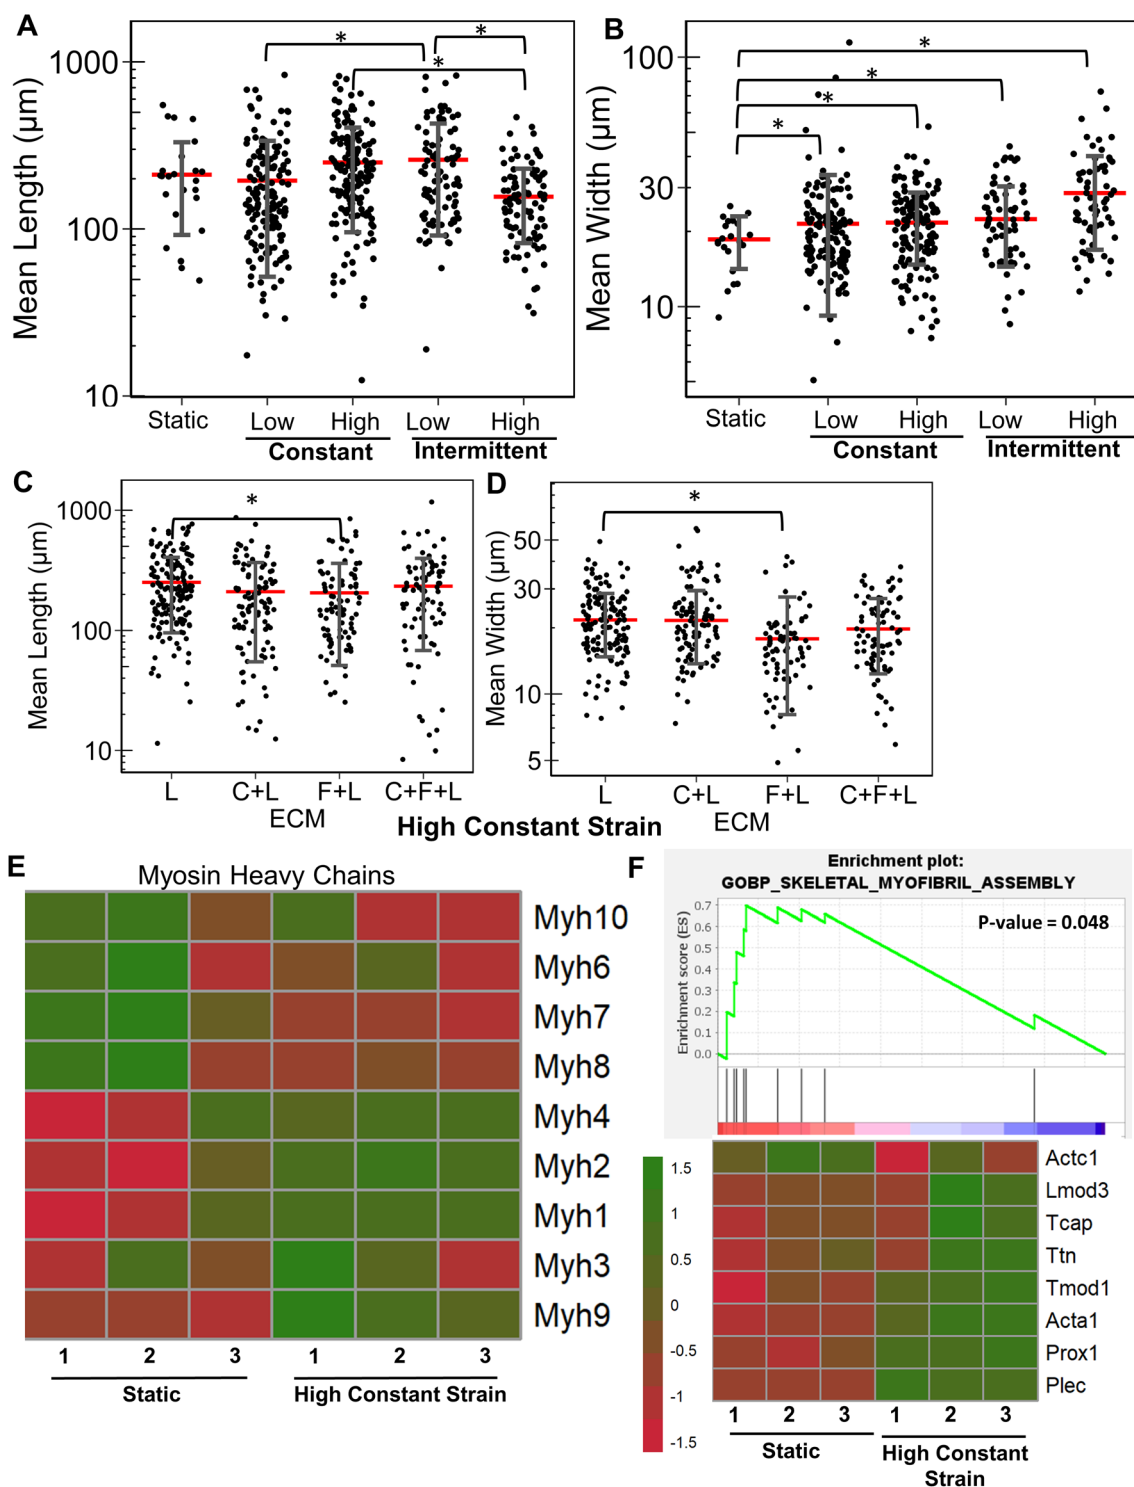 A
Mean Length (μm)
1000
100
10
*
*
*
Static
Low
High
Low
High
Constant
Intermittent
B
Mean Width (μm)
100
30
10
*
*
*
*
Static
Low
High
Low
High
Constant
Intermittent
C
Mean Length (μm)
1000
100
10
*
L
C+L
F+L
C+F+L
ECM
D
Mean Width (μm)
50
30
10
5
*
L
C+L
F+L
C+F+L
ECM
High Constant Strain
E
Myosin Heavy Chains
Myh10
Myh6
Myh7
Myh8
Myh4
Myh2
Myh1
Myh3
Myh9
1 2 3 1 2 3
Static
High Constant Strain
1.5
1
0.5
0
-0.5
-1
-1.5
F
Enrichment plot:
GOBP_SKELETAL_MYOFIBRIL_ASSEMBLY
P-value = 0.048
Enrichment score (ES)
0.7
0.6
0.5
0.4
0.3
0.2
0.1
0.0
Actc1
Lmod3
Tcap
Ttn
Tmod1
Acta1
Prox1
Plec
1 2 3 1 2 3
Static
High Constant
Strain